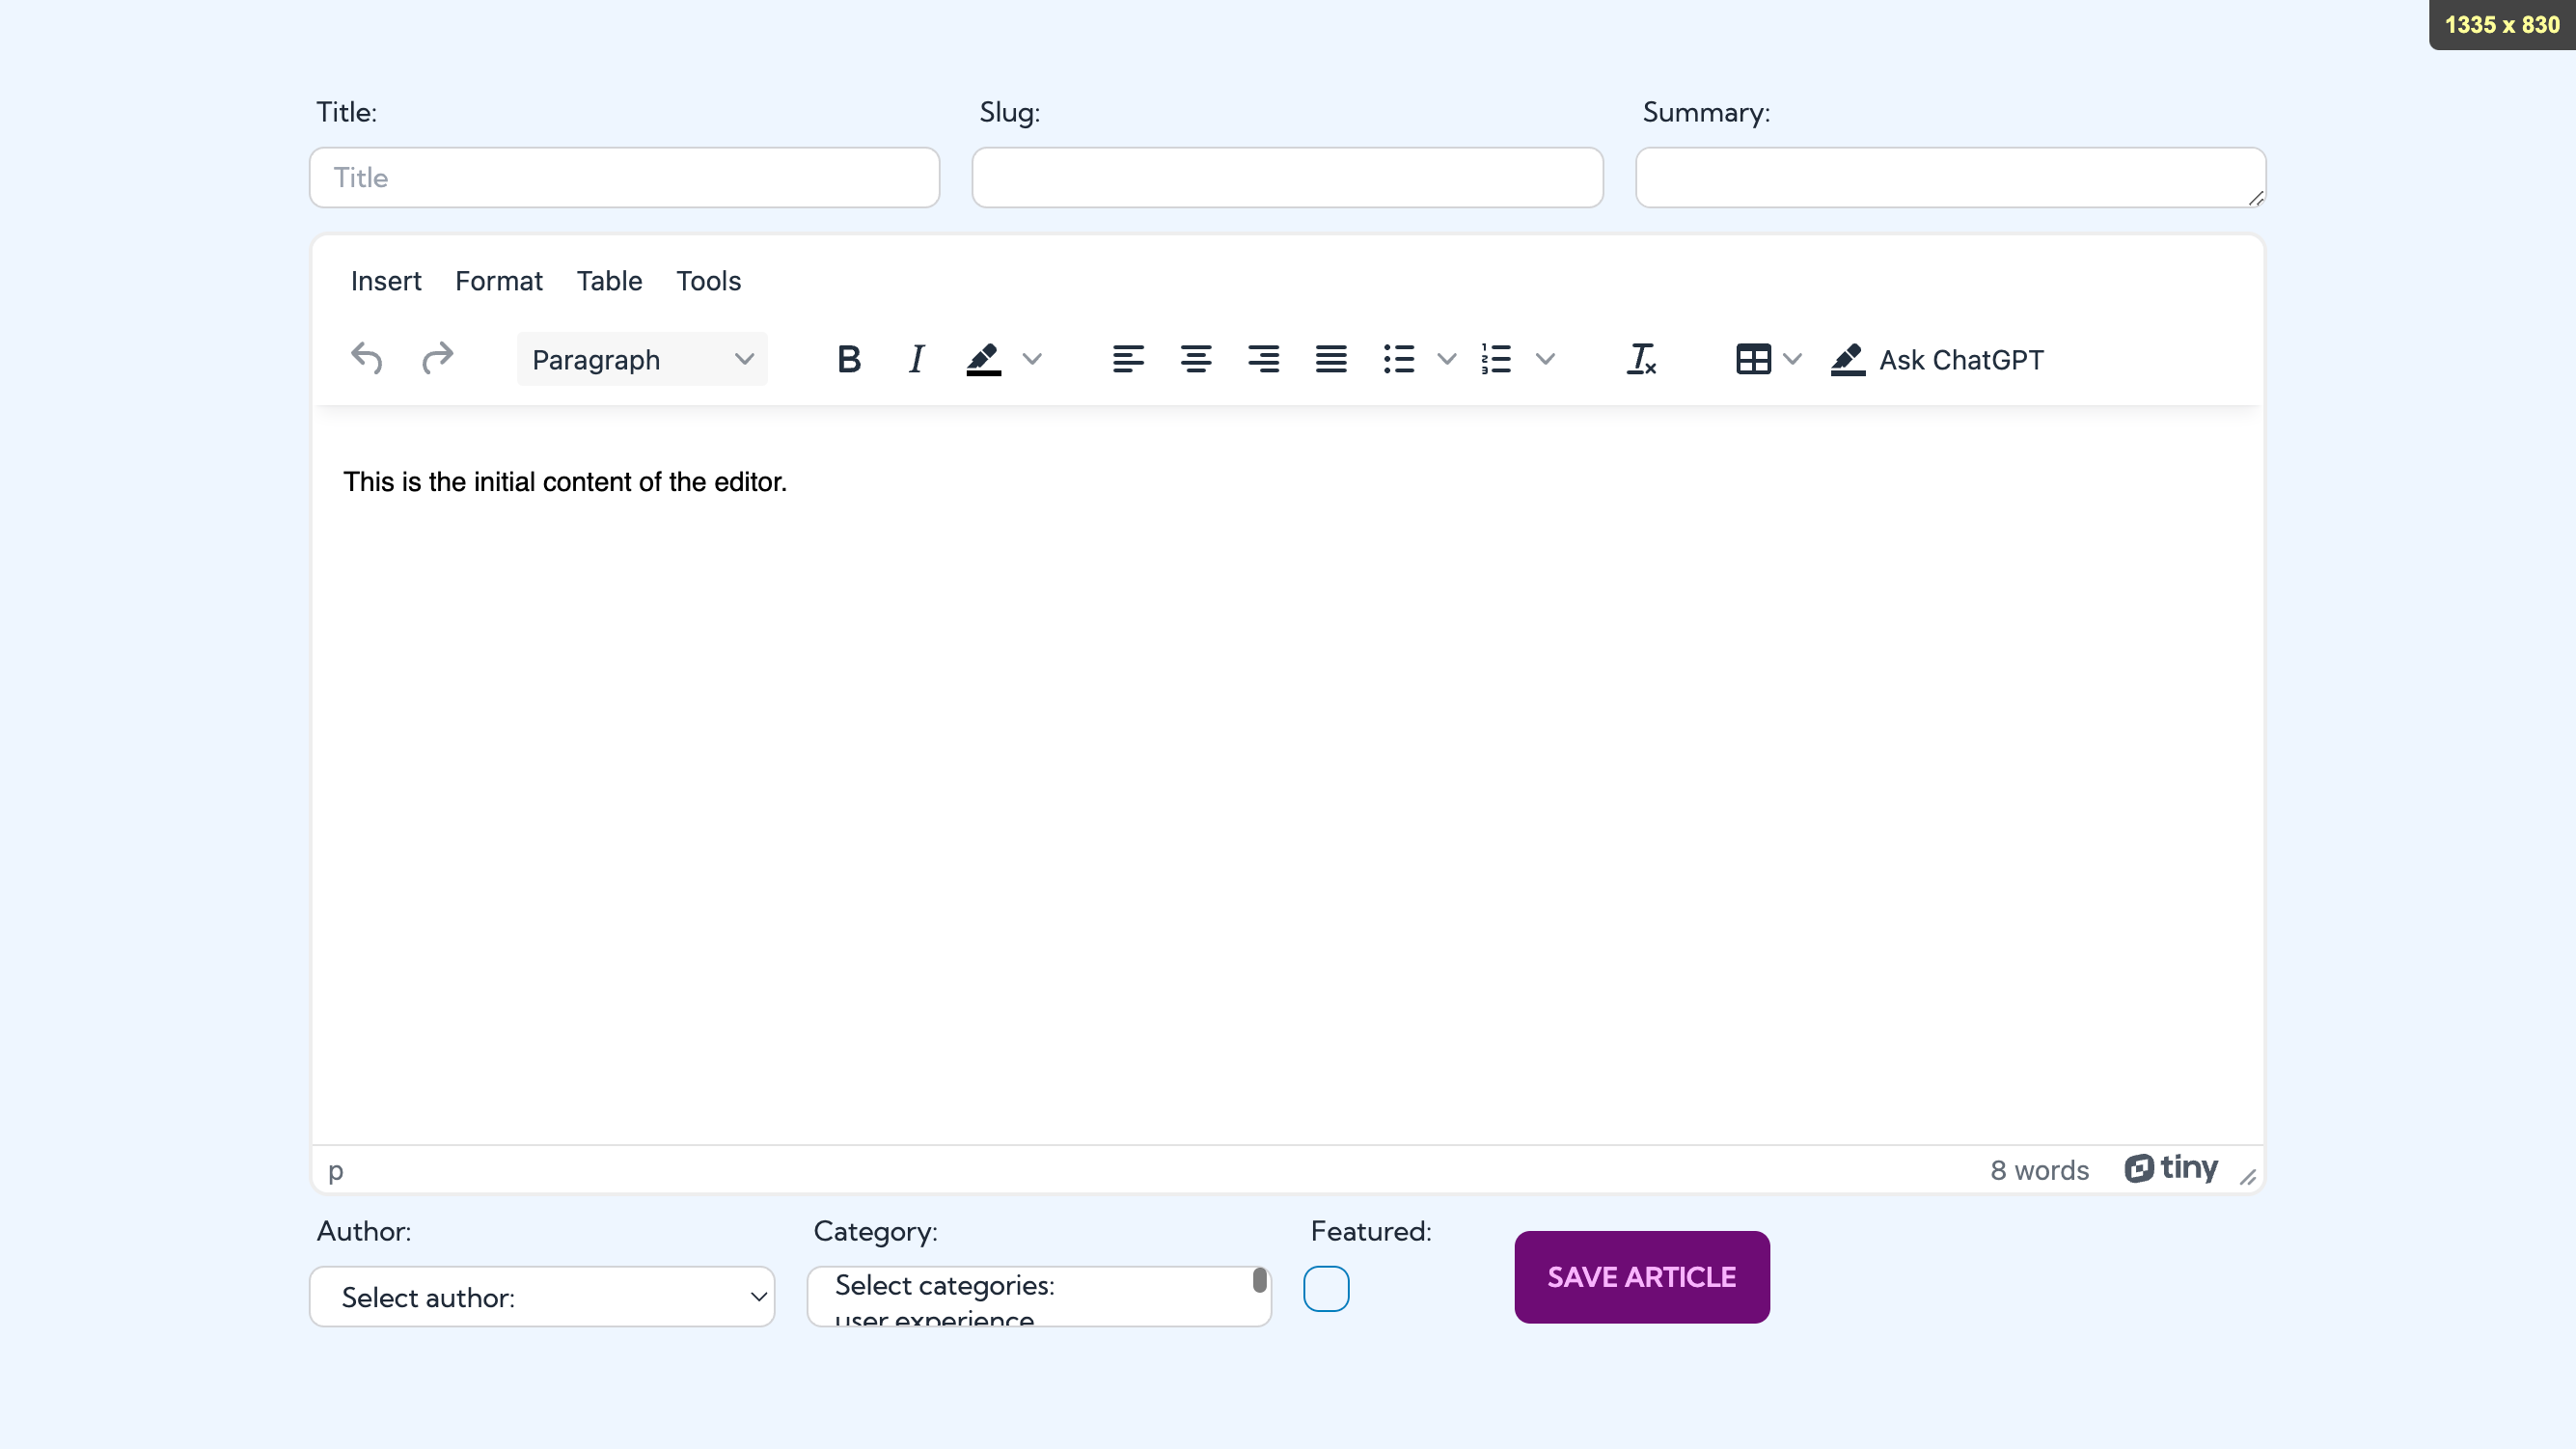 1335 x 830
Title: Slug: Summary:
Title
Insert Format Table Tools
Paragraph B I Ask ChatGPT
This is the initial content of the editor.
p 8 words tiny
Author: Category: Featured:
SAVE ARTICLE
Select author: Select categories:
user experience